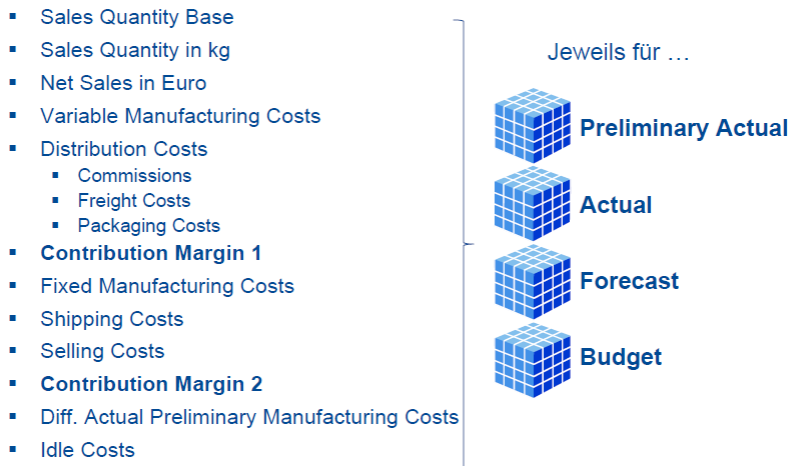 Sales Quantity Base
Sales Quantity in kg
Net Sales in Euro
Variable Manufacturing Costs
Distribution Costs
Commissions
Freight Costs
Packaging Costs
Contribution Margin 1
Fixed Manufacturing Costs
Shipping Costs
Selling Costs
Contribution Margin 2
Diff. Actual Preliminary Manufacturing Costs
Idle Costs
Jeweils für …
Preliminary Actual
Actual
Forecast
Budget